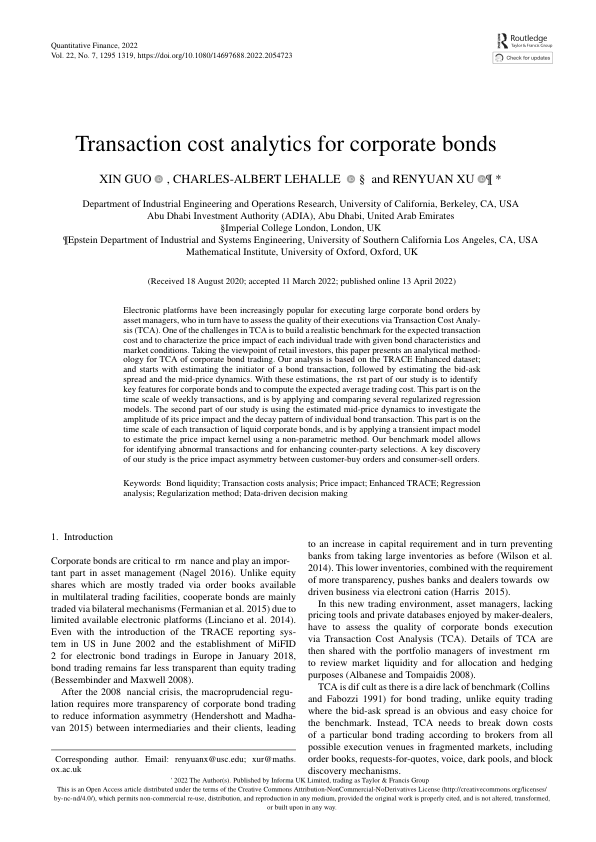 Quantitative Finance, 2022
Vol. 22, No. 7, 1295 1319, https://doi.org/10.1080/14697688.2022.2054723
Routledge
Taylor & Francis Group
Check for updates
Transaction cost analytics for corporate bonds
XIN GUO , CHARLES-ALBERT LEHALLE § and RENYUAN XU ¶ *
Department of Industrial Engineering and Operations Research, University of California, Berkeley, CA, USA
Abu Dhabi Investment Authority (ADIA), Abu Dhabi, United Arab Emirates
§Imperial College London, London, UK
¶Epstein Department of Industrial and Systems Engineering, University of Southern California Los Angeles, CA, USA
Mathematical Institute, University of Oxford, Oxford, UK
(Received 18 August 2020; accepted 11 March 2022; published online 13 April 2022)
Electronic platforms have been increasingly popular for executing large corporate bond orders by
asset managers, who in turn have to assess the quality of their executions via Transaction Cost Analy-
sis (TCA). One of the challenges in TCA is to build a realistic benchmark for the expected transaction
cost and to characterize the price impact of each individual trade with given bond characteristics and
market conditions. Taking the viewpoint of retail investors, this paper presents an analytical method-
ology for TCA of corporate bond trading. Our analysis is based on the TRACE Enhanced dataset;
and starts with estimating the initiator of a bond transaction, followed by estimating the bid-ask
spread and the mid-price dynamics. With these estimations, the rst part of our study is to identify
key features for corporate bonds and to compute the expected average trading cost. This part is on the
time scale of weekly transactions, and is by applying and comparing several regularized regression
models. The second part of our study is using the estimated mid-price dynamics to investigate the
amplitude of its price impact and the decay pattern of individual bond transaction. This part is on the
time scale of each transaction of liquid corporate bonds, and is by applying a transient impact model
to estimate the price impact kernel using a non-parametric method. Our benchmark model allows
for identifying abnormal transactions and for enhancing counter-party selections. A key discovery
of our study is the price impact asymmetry between customer-buy orders and consumer-sell orders.
Keywords: Bond liquidity; Transaction costs analysis; Price impact; Enhanced TRACE; Regression
analysis; Regularization method; Data-driven decision making
1. Introduction
Corporate bonds are critical to rm nance and play an impor-
tant part in asset management (Nagel 2016). Unlike equity
shares which are mostly traded via order books available
in multilateral trading facilities, cooperate bonds are mainly
traded via bilateral mechanisms (Fermanian et al. 2015) due to
limited available electronic platforms (Linciano et al. 2014).
Even with the introduction of the TRACE reporting sys-
tem in US in June 2002 and the establishment of MiFID
2 for electronic bond tradings in Europe in January 2018,
bond trading remains far less transparent than equity trading
(Bessembinder and Maxwell 2008).
After the 2008 nancial crisis, the macroprudencial regu-
lation requires more transparency of corporate bond trading
to reduce information asymmetry (Hendershott and Madha-
van 2015) between intermediaries and their clients, leading
Corresponding author. Email: renyuanx@usc.edu; xur@maths.
ox.ac.uk
to an increase in capital requirement and in turn preventing
banks from taking large inventories as before (Wilson et al.
2014). This lower inventories, combined with the requirement
of more transparency, pushes banks and dealers towards ow
driven business via electroni cation (Harris 2015).
In this new trading environment, asset managers, lacking
pricing tools and private databases enjoyed by maker-dealers,
have to assess the quality of corporate bonds execution
via Transaction Cost Analysis (TCA). Details of TCA are
then shared with the portfolio managers of investment rm
to review market liquidity and for allocation and hedging
purposes (Albanese and Tompaidis 2008).
TCA is dif cult as there is a dire lack of benchmark (Collins
and Fabozzi 1991) for bond trading, unlike equity trading
where the bid-ask spread is an obvious and easy choice for
the benchmark. Instead, TCA needs to break down costs
of a particular bond trading according to brokers from all
possible execution venues in fragmented markets, including
order books, requests-for-quotes, voice, dark pools, and block
discovery mechanisms.
' 2022 The Author(s). Published by Informa UK Limited, trading as Taylor & Francis Group
This is an Open Access article distributed under the terms of the Creative Commons Attribution-NonCommercial-NoDerivatives License (http://creativecommons.org/licenses/
by-nc-nd/4.0/), which permits non-commercial re-use, distribution, and reproduction in any medium, provided the original work is properly cited, and is not altered, transformed,
or built upon in any way.